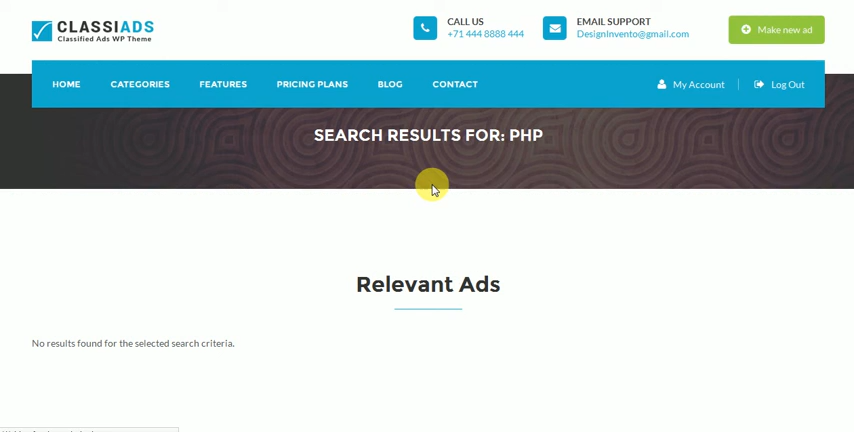 CLASSIADS
Classified Ads WP Theme
CALL US
+71 444 8888 444
EMAIL SUPPORT
DesignInvento@gmail.com
Make new ad
HOME CATEGORIES FEATURES PRICING PLANS BLOG CONTACT My Account Log Out
SEARCH RESULTS FOR: PHP
Relevant Ads
No results found for the selected search criteria.